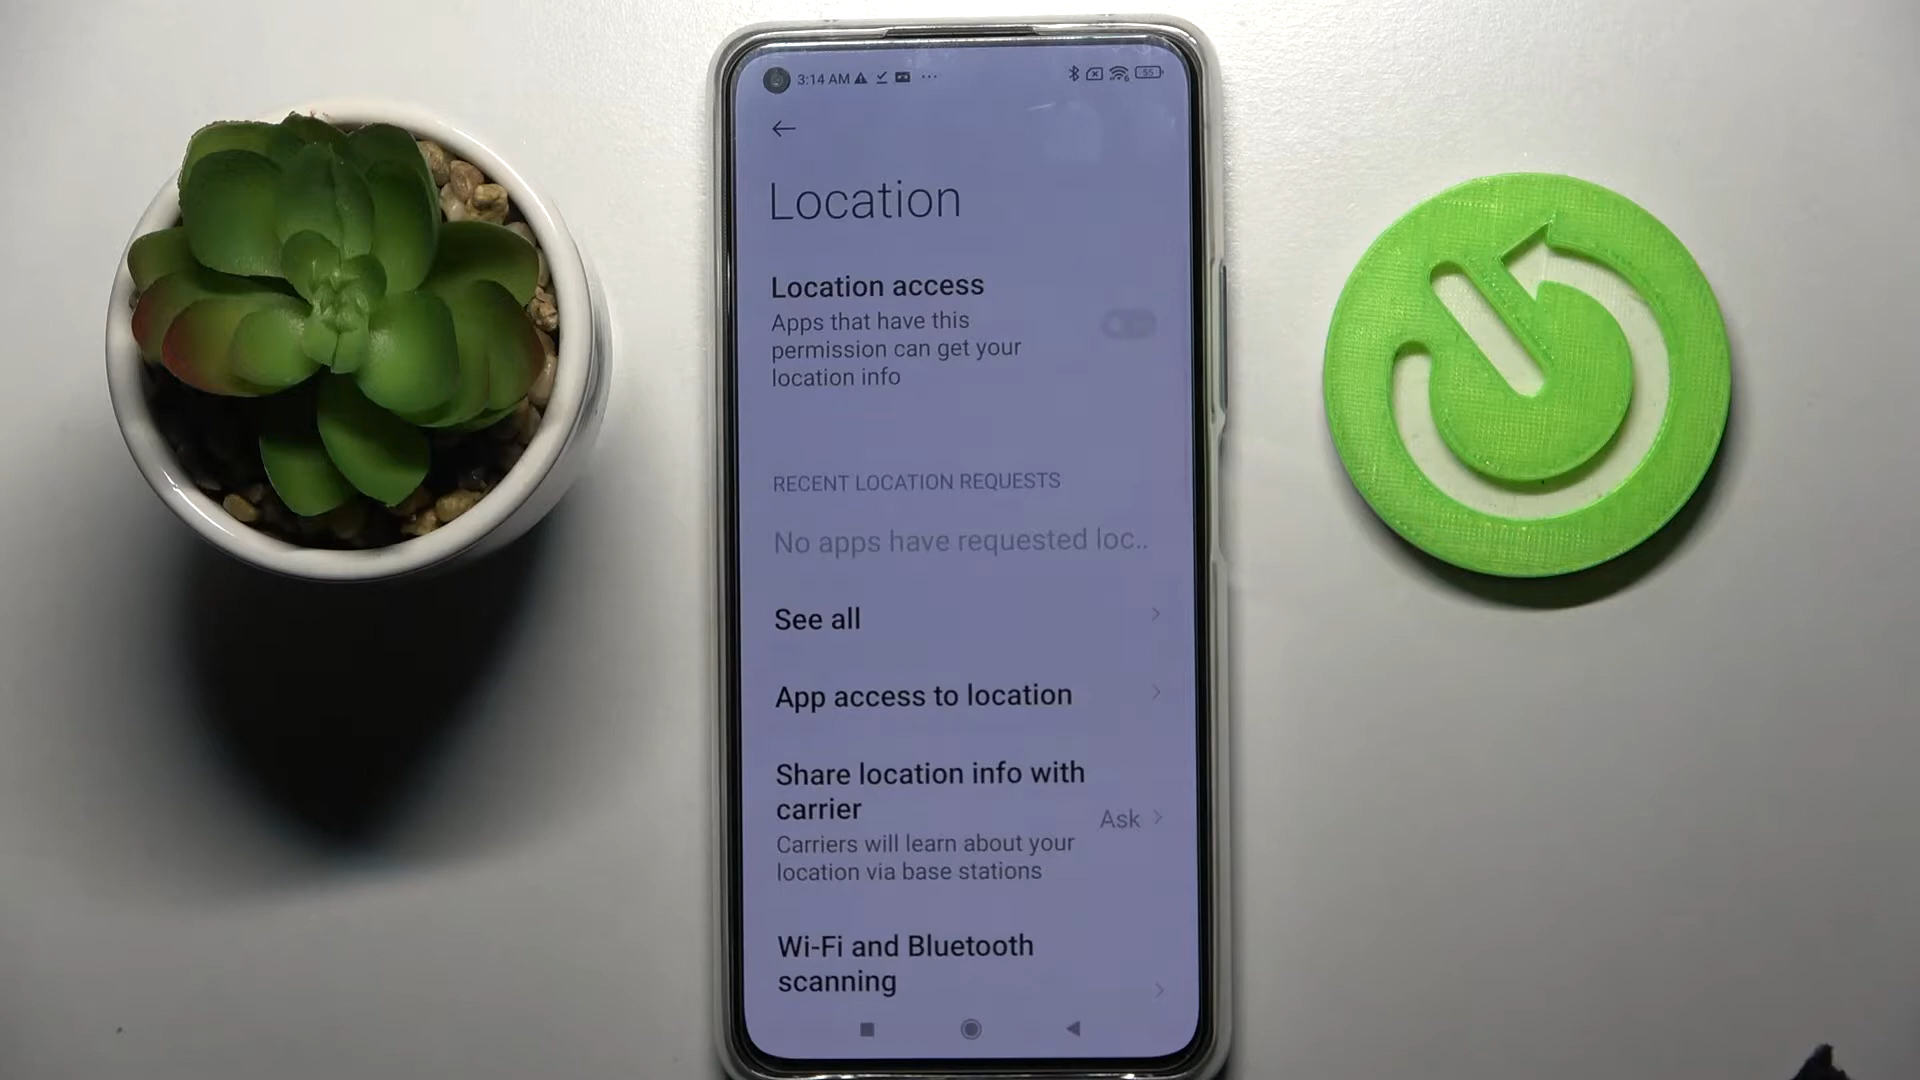 3:14 AM
55
Location
Location access
Apps that have this
permission can get your
location info
RECENT LOCATION REQUESTS
No apps have requested loc..
See all
App access to location
Share location info with
carrier
Ask
Carriers will learn about your
location via base stations
Wi-Fi and Bluetooth
scanning